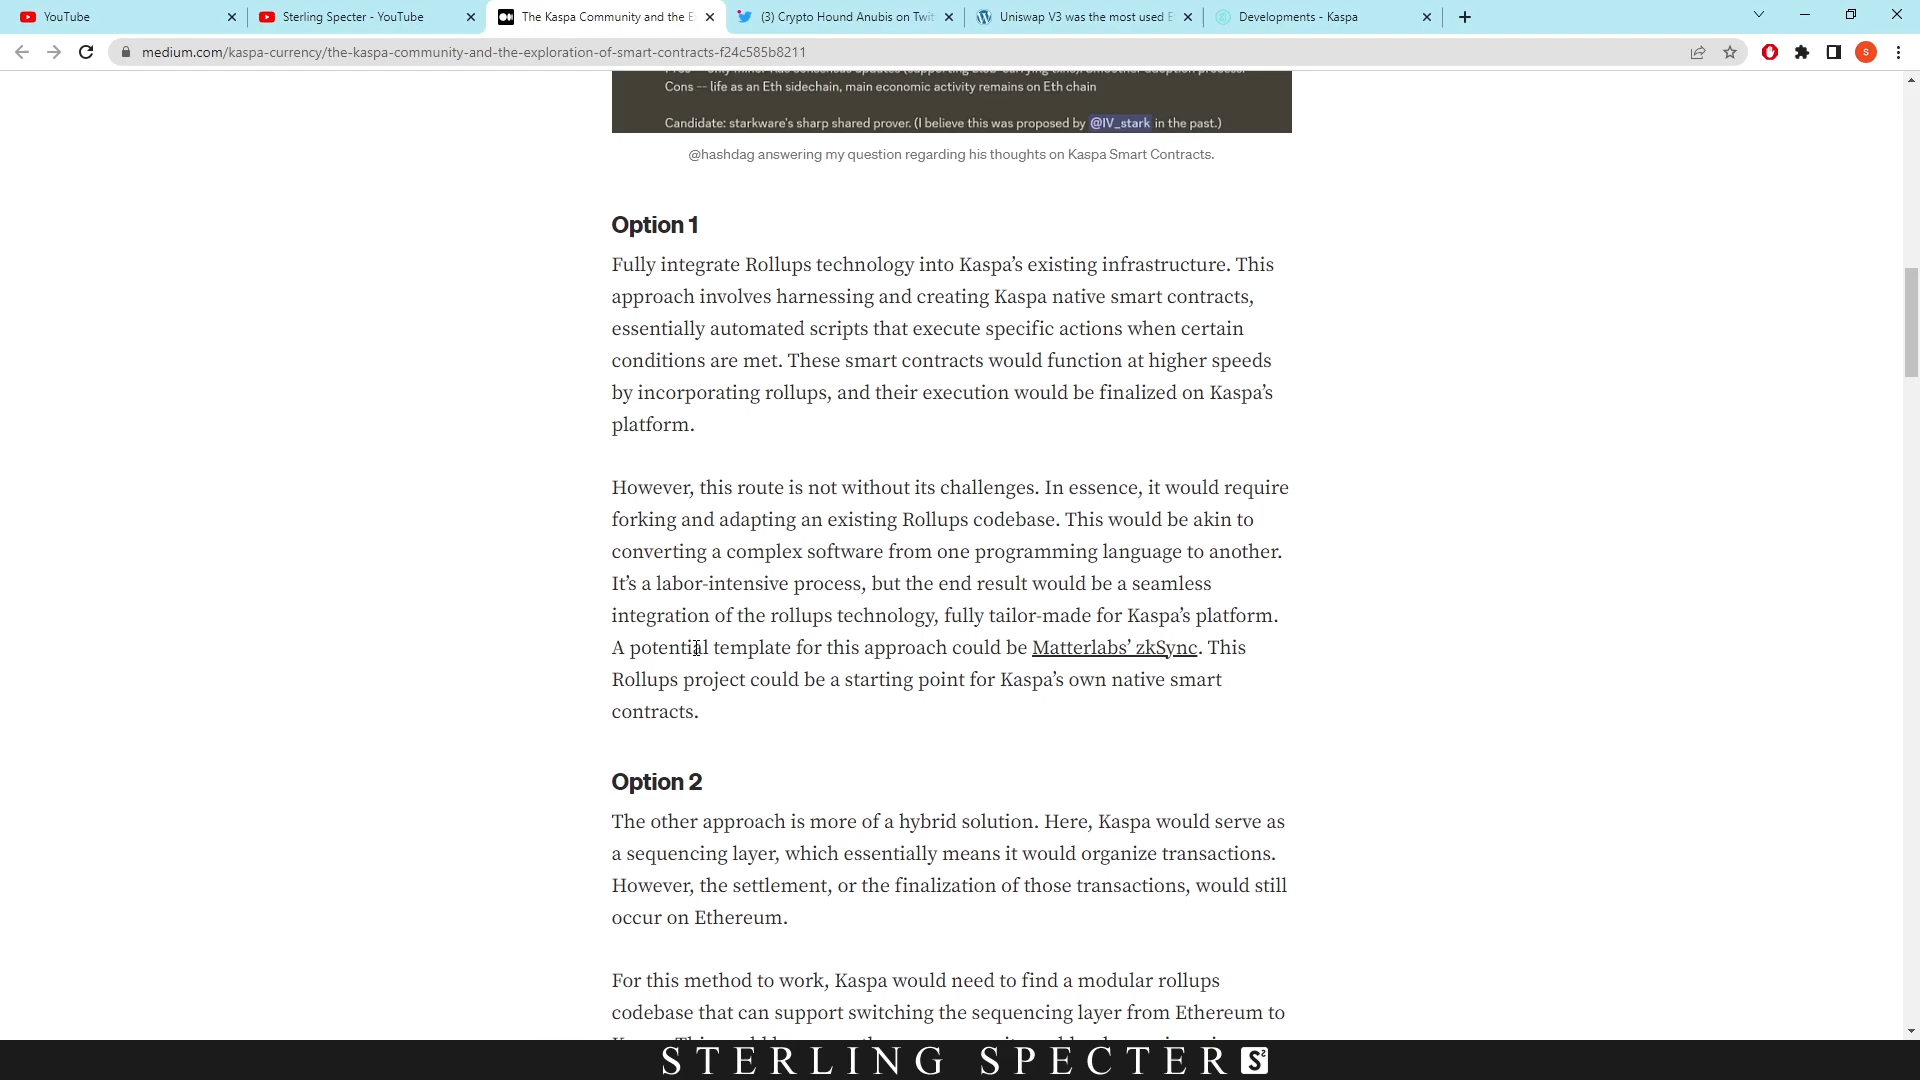 YouTube
Sterling Specter - YouTube
The Kaspa Community and the E
(3) Crypto Hound Anubis on Twit
Uniswap V3 was the most used E
Developments - Kaspa
medium.com/kaspa-currency/the-kaspa-community-and-the-exploration-of-smart-contracts-f24c585b8211
S
Cons -- life as an Eth sidechain, main economic activity remains on Eth chain
Candidate: starkware's sharp shared prover. (I believe this was proposed by @IV_stark in the past.)
@hashdag answering my question regarding his thoughts on Kaspa Smart Contracts.
Option 1
Fully integrate Rollups technology into Kaspa’s existing infrastructure. This
approach involves harnessing and creating Kaspa native smart contracts,
essentially automated scripts that execute specific actions when certain
conditions are met. These smart contracts would function at higher speeds
by incorporating rollups, and their execution would be finalized on Kaspa’s
platform.
However, this route is not without its challenges. In essence, it would require
forking and adapting an existing Rollups codebase. This would be akin to
converting a complex software from one programming language to another.
It’s a labor-intensive process, but the end result would be a seamless
integration of the rollups technology, fully tailor-made for Kaspa’s platform.
A potential template for this approach could be Matterlabs’ zkSync. This
Rollups project could be a starting point for Kaspa’s own native smart
contracts.
Option 2
The other approach is more of a hybrid solution. Here, Kaspa would serve as
a sequencing layer, which essentially means it would organize transactions.
However, the settlement, or the finalization of those transactions, would still
occur on Ethereum.
For this method to work, Kaspa would need to find a modular rollups
codebase that can support switching the sequencing layer from Ethereum to
STERLING SPECTER S²